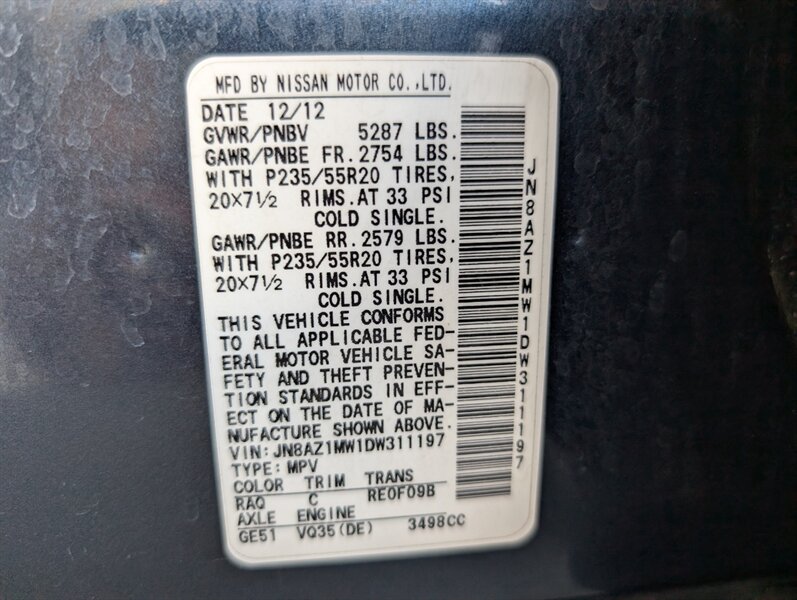 MFD BY NISSAN MOTOR CO.,LTD.
DATE 12/12
GVWR/PNBV 5287 LBS.
GAWR/PNBE FR. 2754 LBS.
WITH P235/55R20 TIRES,
20×7½ RIMS. AT 33 PSI
COLD SINGLE.
GAWR/PNBE RR. 2579 LBS.
WITH P235/55R20 TIRES,
20×7½ RIMS. AT 33 PSI
COLD SINGLE.
THIS VEHICLE CONFORMS
TO ALL APPLICABLE FED-
ERAL MOTOR VEHICLE SA-
FETY AND THEFT PREVEN-
TION STANDARDS IN EFF-
ECT ON THE DATE OF MA-
NUFACTURE SHOWN ABOVE.
VIN: JN8AZ1MW1DW311197
TYPE: MPV
COLOR TRIM TRANS
RAQ C RE0F09B
AXLE ENGINE
GE51 VQ35(DE) 3498CC
JN8AZ1MW1DW311197